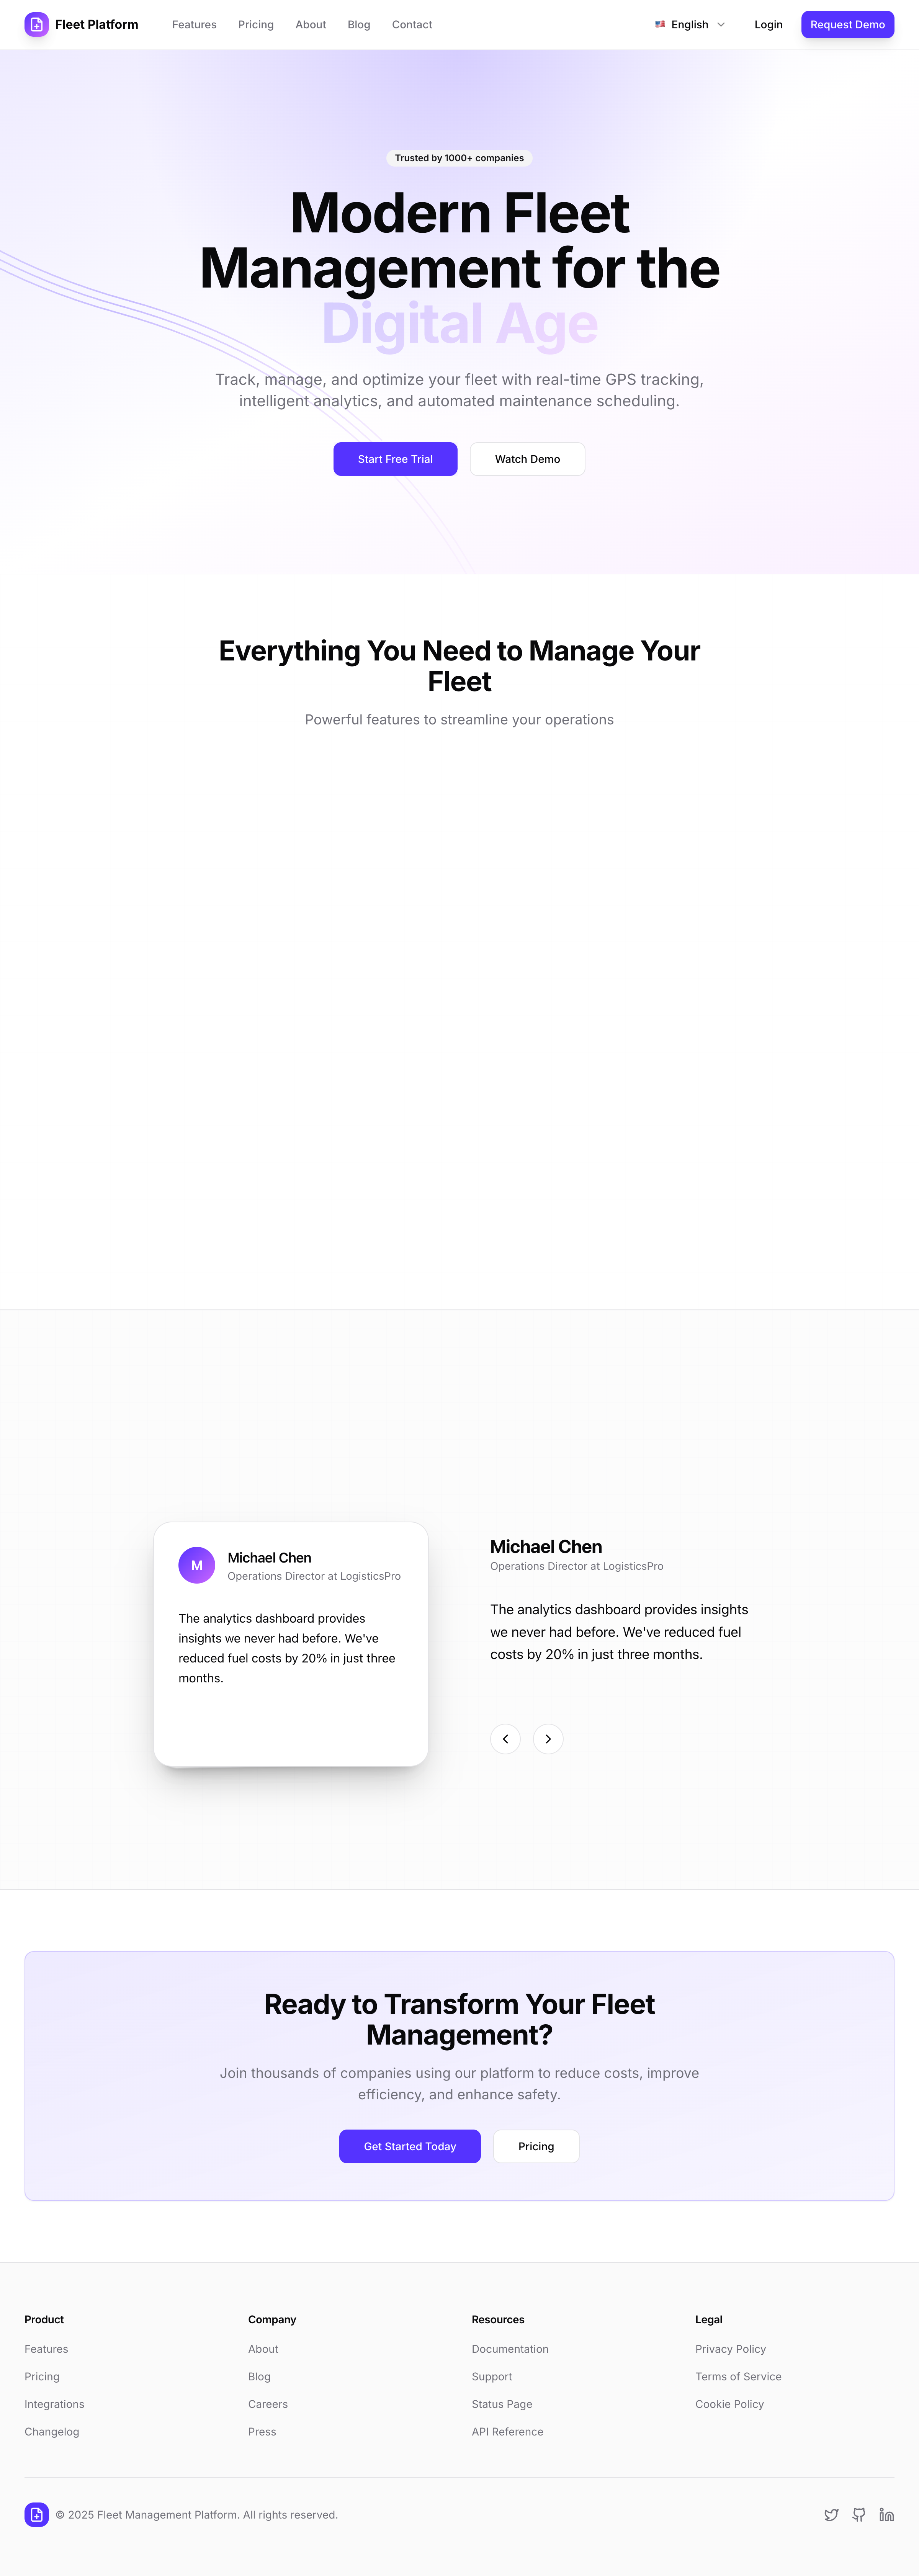 Fleet Platform
Features
Pricing
About
Blog
Contact
English
Login
Request Demo
Trusted by 1000+ companies
Modern Fleet
Management for the
Digital Age
Track, manage, and optimize your fleet with real-time GPS tracking,
intelligent analytics, and automated maintenance scheduling.
Start Free Trial
Watch Demo
Everything You Need to Manage Your
Fleet
Powerful features to streamline your operations
M
Michael Chen
Operations Director at LogisticsPro
The analytics dashboard provides
insights we never had before. We've
reduced fuel costs by 20% in just three
months.
Michael Chen
Operations Director at LogisticsPro
The analytics dashboard provides insights
we never had before. We've reduced fuel
costs by 20% in just three months.
Ready to Transform Your Fleet
Management?
Join thousands of companies using our platform to reduce costs, improve
efficiency, and enhance safety.
Get Started Today
Pricing
Product
Features
Pricing
Integrations
Changelog
Company
About
Blog
Careers
Press
Resources
Documentation
Support
Status Page
API Reference
Legal
Privacy Policy
Terms of Service
Cookie Policy
© 2025 Fleet Management Platform. All rights reserved.